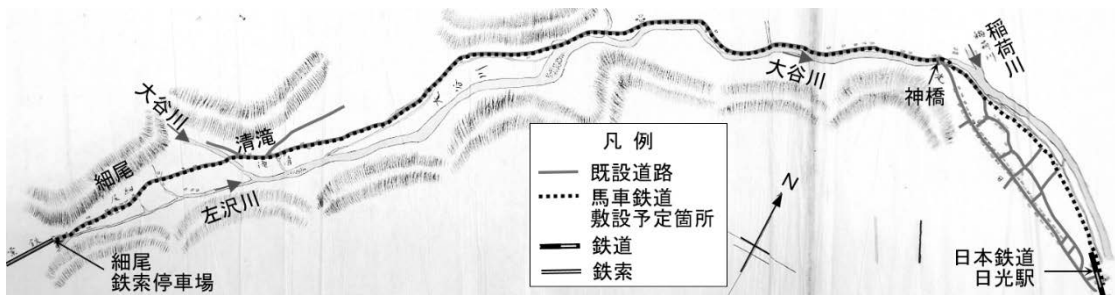 稲荷川
大谷川
神橋
大谷川
清滝
細尾
左沢川
細尾
鉄索停車場
凡 例
既設道路
馬車鉄道
敷設予定箇所
鉄道
鉄索
N
日本鉄道
日光駅